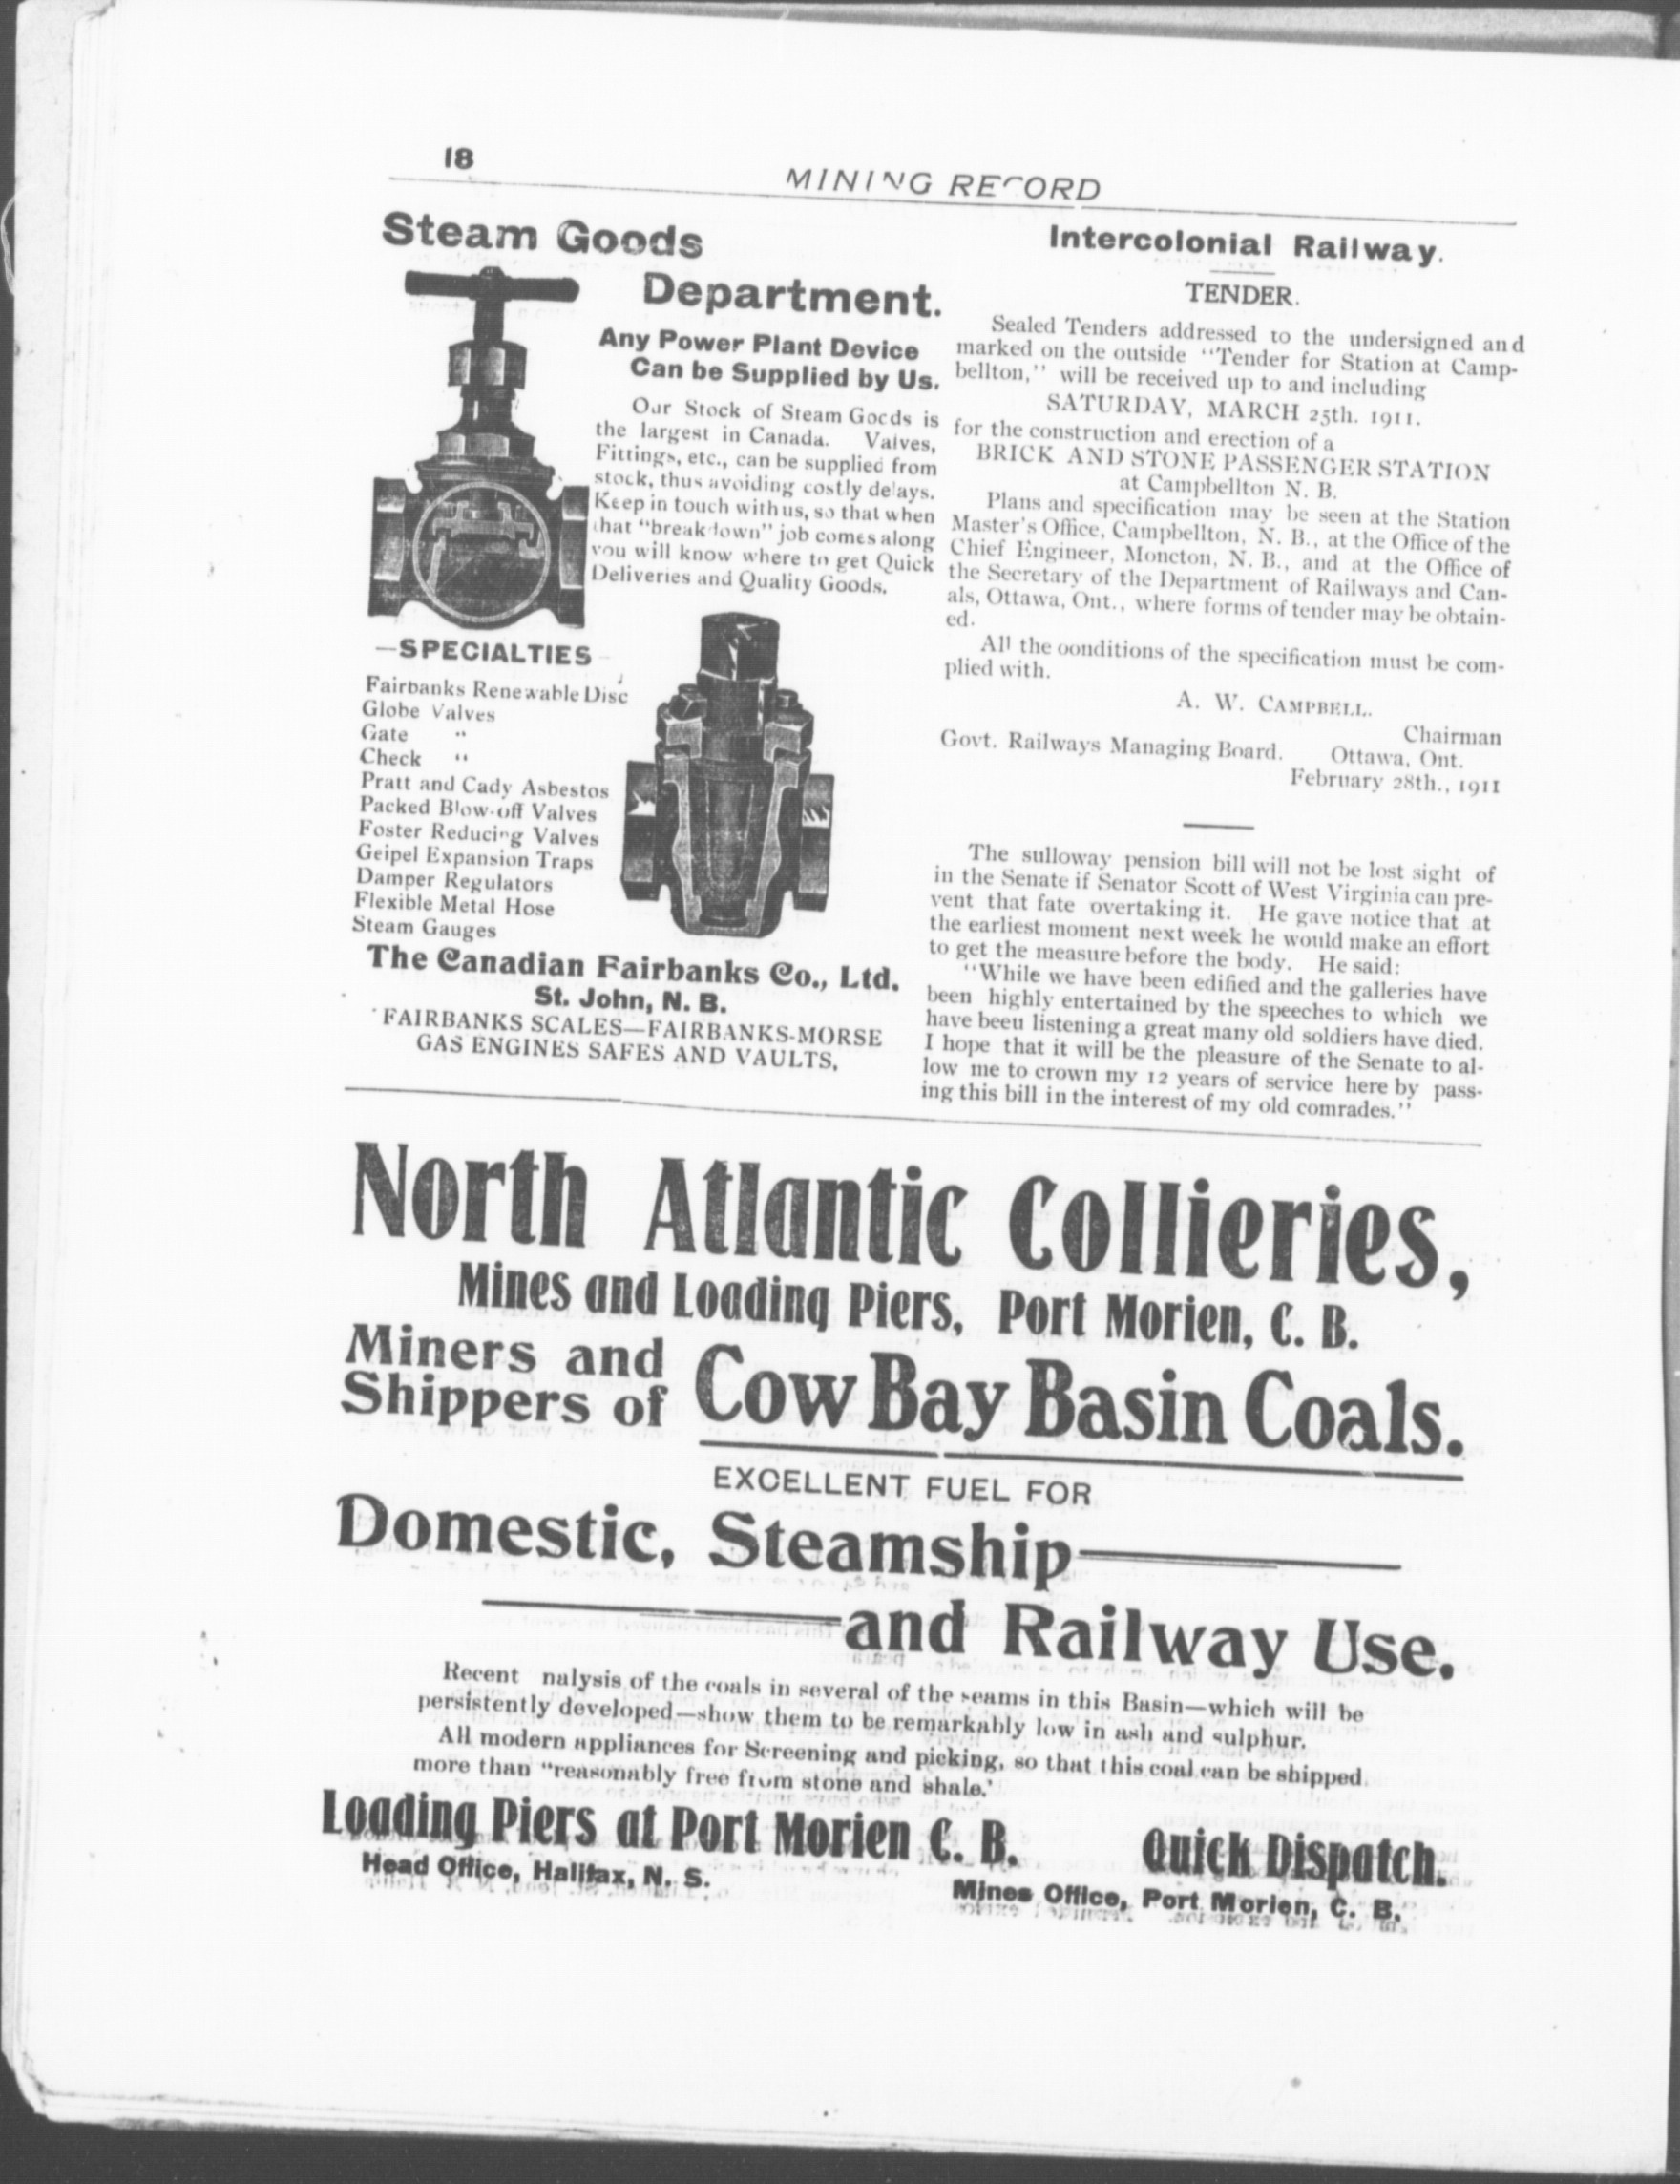 18
MINING RECORD
Steam Goods
Department.
Any Power Plant Device
Can be Supplied by Us.
Our Stock of Steam Goods is
the largest in Canada. Valves,
Fittings, etc., can be supplied from
stock, thus avoiding costly delays.
Keep in touch with us, so that when
that "breakdown" job comes along
you will know where to get Quick
Deliveries and Quality Goods.
—SPECIALTIES—
Fairbanks Renewable Disc
Globe Valves
Gate "
Check "
Pratt and Cady Asbestos
Packed Blow-off Valves
Foster Reducing Valves
Geipel Expansion Traps
Damper Regulators
Flexible Metal Hose
Steam Gauges
The Canadian Fairbanks Co., Ltd.
St. John, N. B.
FAIRBANKS SCALES—FAIRBANKS-MORSE
GAS ENGINES SAFES AND VAULTS,
Intercolonial Railway.
TENDER.
Sealed Tenders addressed to the undersigned and
marked on the outside "Tender for Station at Camp-
bellton," will be received up to and including
SATURDAY, MARCH 25th. 1911.
for the construction and erection of a
BRICK AND STONE PASSENGER STATION
at Campbellton N. B.
Plans and specification may be seen at the Station
Master's Office, Campbellton, N. B., at the Office of the
Chief Engineer, Moncton, N. B., and at the Office of
the Secretary of the Department of Railways and Can-
als, Ottawa, Ont., where forms of tender may be obtain-
ed.
All the oonditions of the specification must be com-
plied with.
A. W. CAMPBELL.
Chairman
Govt. Railways Managing Board.
Ottawa, Ont.
February 28th., 1911
The sulloway pension bill will not be lost sight of
in the Senate if Senator Scott of West Virginia can pre-
vent that fate overtaking it. He gave notice that at
the earliest moment next week he would make an effort
to get the measure before the body. He said:
"While we have been edified and the galleries have
been highly entertained by the speeches to which we
have beeu listening a great many old soldiers have died.
I hope that it will be the pleasure of the Senate to al-
low me to crown my 12 years of service here by pass-
ing this bill in the interest of my old comrades."
North Atlantic Collieries,
Mines and Loading Piers, Port Morien, C. B.
Miners and
Shippers of
Cow Bay Basin Coals.
EXCELLENT FUEL FOR
Domestic, Steamship
and Railway Use.
Recent nalysis of the coals in several of the seams in this Basin—which will be
persistently developed—show them to be remarkably low in ash and sulphur.
All modern appliances for Screening and picking, so that this coal can be shipped
more than "reasonably free from stone and shale.'
Loading Piers at Port Morien C. B.
Quick Dispatch.
Head Office, Halifax, N. S.
Mines Office, Port Morien, C. B.